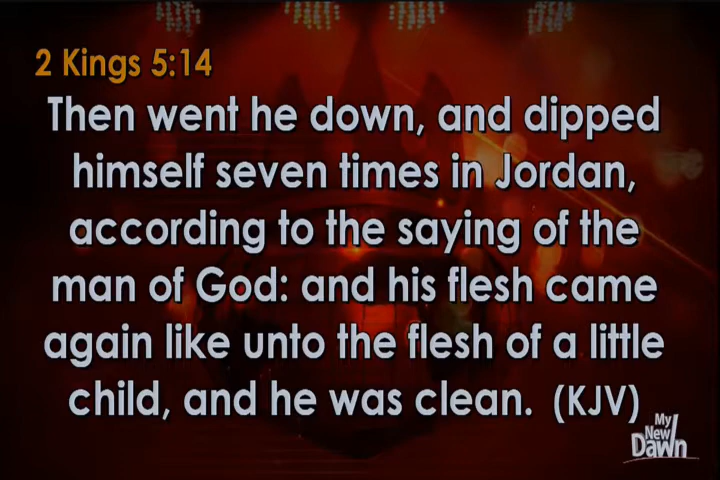 2 Kings 5:14
Then went he down, and dipped
himself seven times in Jordan,
according to the saying of the
man of God: and his flesh came
again like unto the flesh of a little
child, and he was clean. (KJV)
My
New
Dawn